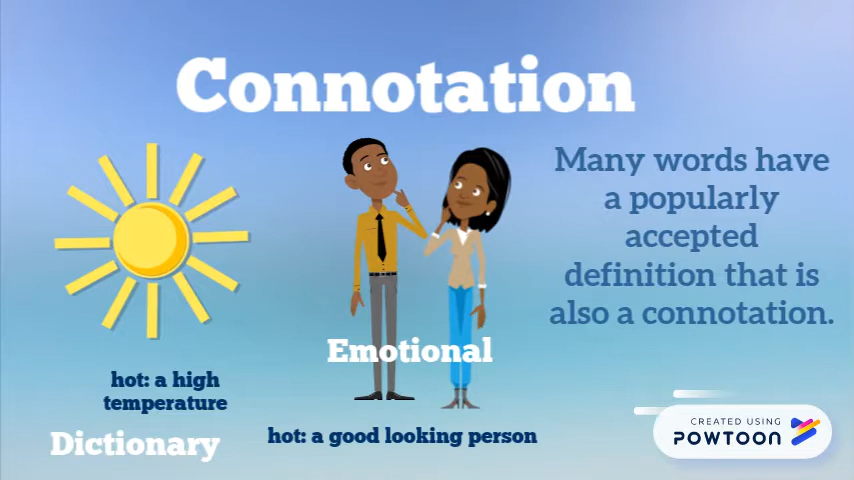 Connotation
Many words have
a popularly
accepted
definition that is
also a connotation.
Emotional
hot: a high
temperature
Dictionary
hot: a good looking person
CREATED USING
POWTOON